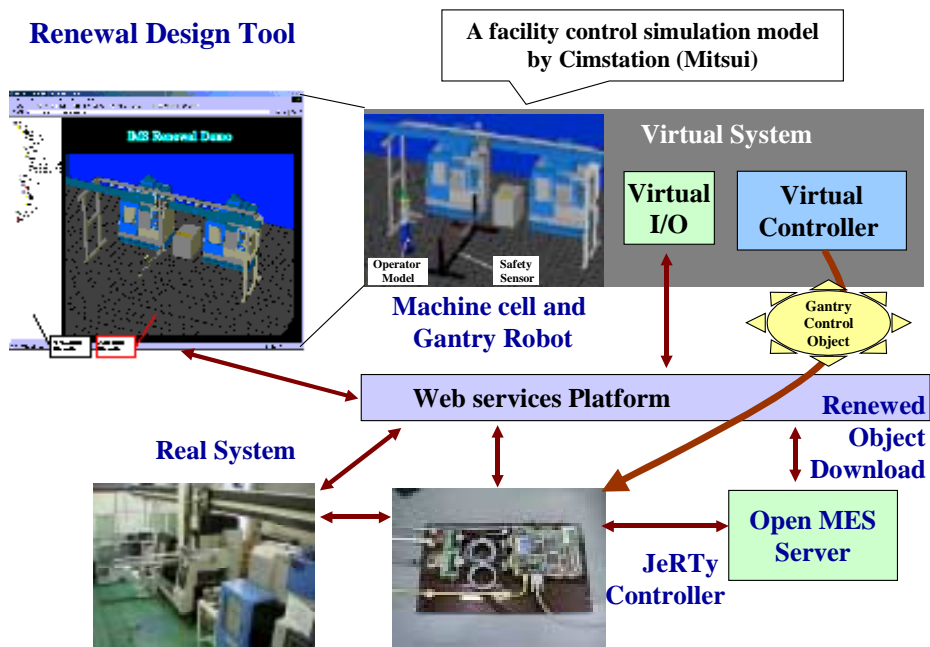 Renewal Design Tool
A facility control simulation model
by Cimstation (Mitsui)
IMS Renewal Demo
Virtual System
Virtual
I/O
Virtual
Controller
Operator
Model
Safety
Sensor
Machine cell and
Gantry Robot
Gantry
Control
Object
Web services Platform
Renewed
Object
Download
Real System
Open MES
Server
JeRTy
Controller